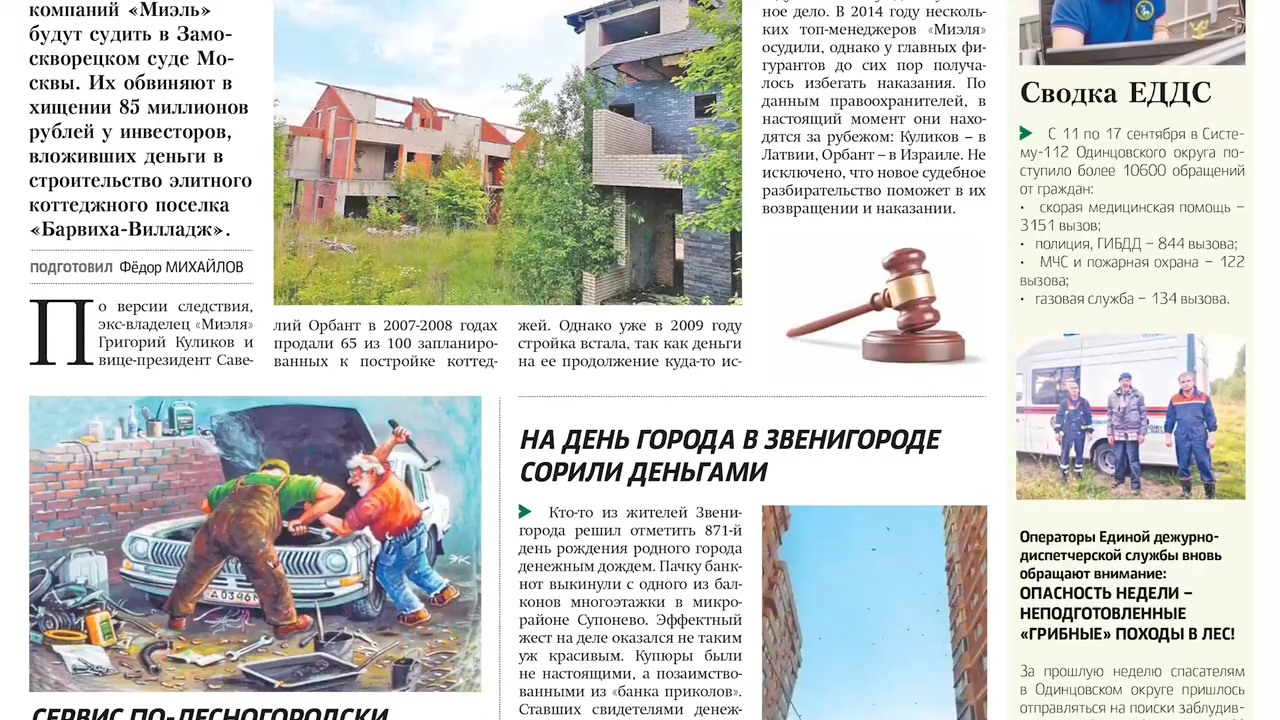 компаний «Миэль»
будут судить в Замо-
скворецком суде Мо-
сквы. Их обвиняют в
хищении 85 миллионов
рублей у инвесторов,
вложивших деньги в
строительство элитного
коттеджного поселка
«Барвиха-Вилладж».
ПОДГОТОВИЛ Фёдор МИХАЙЛОВ
По версии следствия,
экс-владелец «Миэля»
Григорий Куликов и
вице-президент Саве-
лий Орбант в 2007-2008 годах
продали 65 из 100 запланиро-
ванных к постройке коттед-
жей. Однако уже в 2009 году
стройка встала, так как деньги
на ее продолжение куда-то ис-
ное дело. В 2014 году несколь-
ких топ-менеджеров «Миэля»
осудили, однако у главных фи-
гурантов до сих пор получа-
лось избегать наказания. По
данным правоохранителей, в
настоящий момент они нахо-
дятся за рубежом: Куликов – в
Латвии, Орбант – в Израиле. Не
исключено, что новое судебное
разбирательство поможет в их
возвращении и наказании.
А0396М
СЕРВИС ПО-ЛЕСНОГОРОДСКИ
НА ДЕНЬ ГОРОДА В ЗВЕНИГОРОДЕ
СОРИЛИ ДЕНЬГАМИ
Кто-то из жителей Звени-
города решил отметить 871-й
день рождения родного города
денежным дождем. Пачку банк-
нот выкинули с одного из бал-
конов многоэтажки в микро-
районе Супонево. Эффектный
жест на деле оказался не таким
уж красивым. Купюры были
не настоящими, а позаимство-
ванными из «банка приколов».
Ставших свидетелями денеж-
Сводка ЕДДС
С 11 по 17 сентября в Систе-
му-112 Одинцовского округа по-
ступило более 10600 обращений
от граждан:
• скорая медицинская помощь –
3151 вызов;
• полиция, ГИБДД – 844 вызова;
• МЧС и пожарная охрана – 122
вызова;
• газовая служба – 134 вызова.
Операторы Единой дежурно-
диспетчерской службы вновь
обращают внимание:
ОПАСНОСТЬ НЕДЕЛИ –
НЕПОДГОТОВЛЕННЫЕ
«ГРИБНЫЕ» ПОХОДЫ В ЛЕС!
За прошлую неделю спасателям
в Одинцовском округе пришлось
отправляться на поиски заблудив-